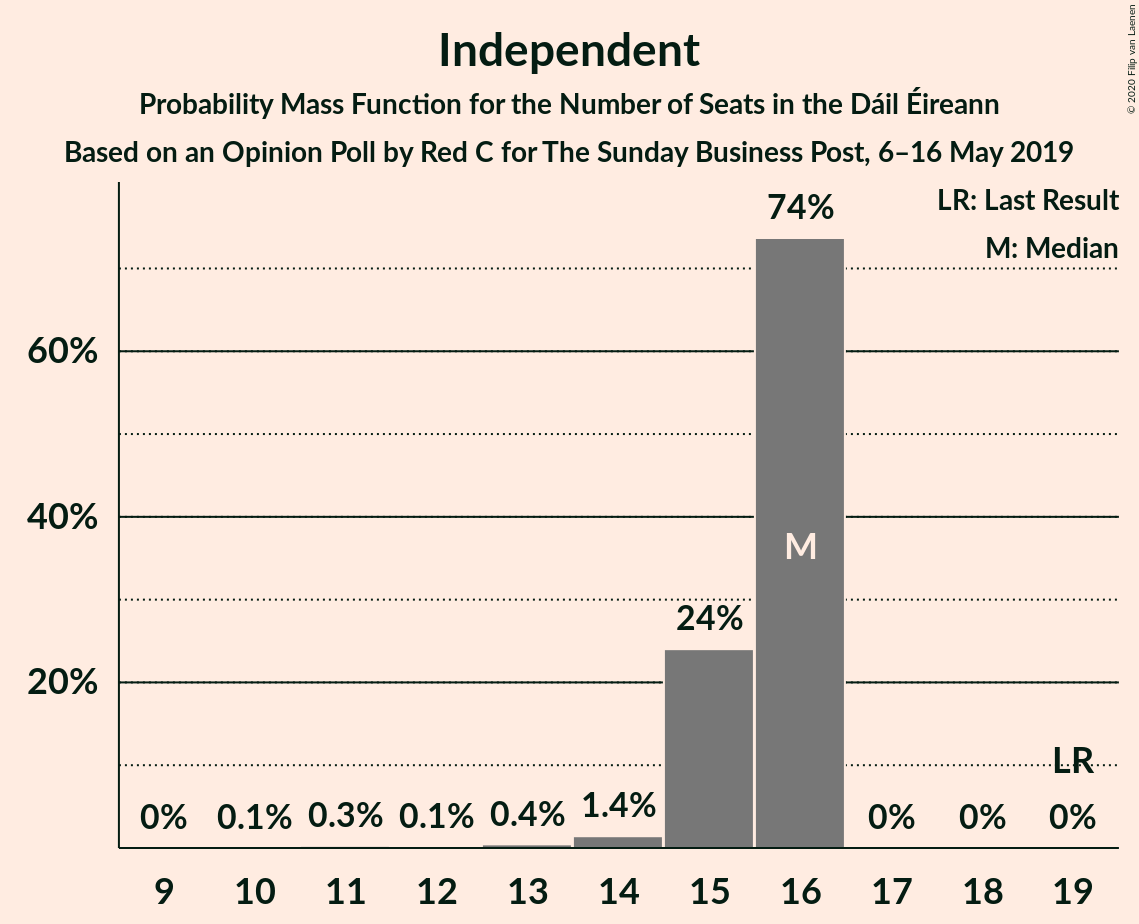 Independent
Probability Mass Function for the Number of Seats in the Dáil Éireann
Based on an Opinion Poll by Red C for The Sunday Business Post, 6–16 May 2019
© 2020 Filip van Laenen
LR: Last Result
M: Median
74%
60%
40%
M
24%
20%
LR
0% 0.1% 0.3% 0.1% 0.4% 1.4% 0% 0% 0%
9 10 11 12 13 14 15 16 17 18 19